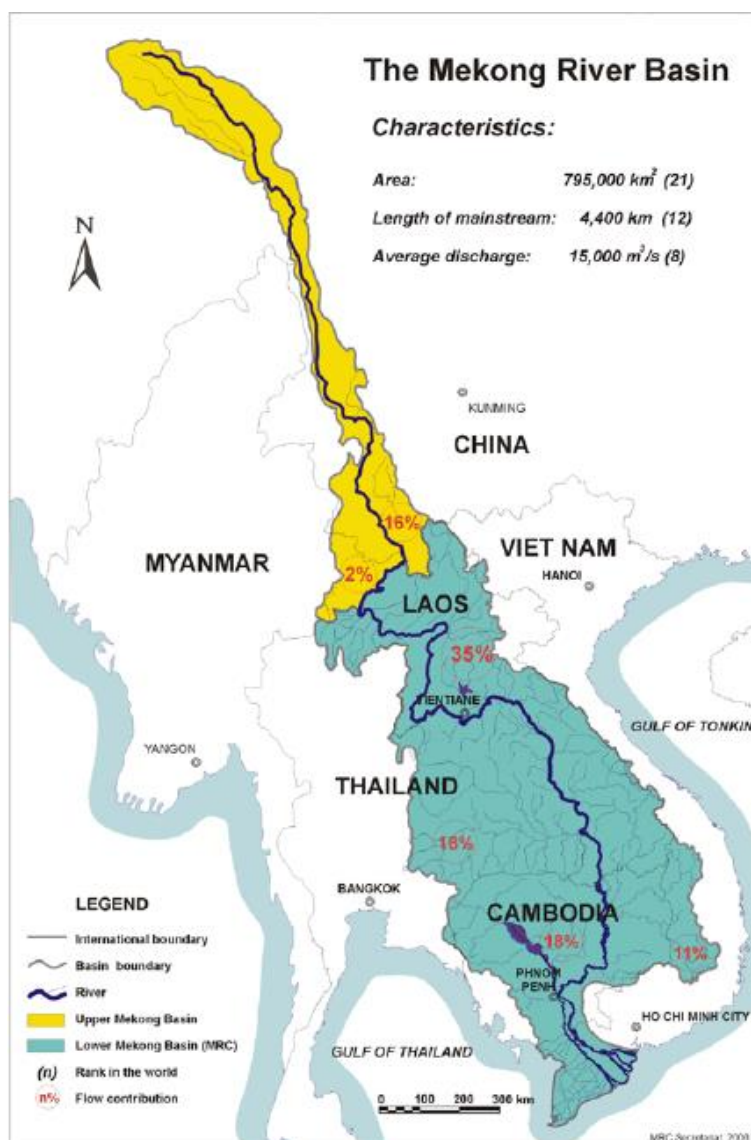 The Mekong River Basin
Characteristics:
Area: 795,000 km² (21)
Length of mainstream: 4,400 km (12)
Average discharge: 15,000 m³/s (8)
N
KUNMING
CHINA
16%
MYANMAR
2%
VIET NAM
HANOI
LAOS
35%
VIENTIANE
GULF OF TONKIN
YANGON
THAILAND
18%
BANGKOK
CAMBODIA
18%
11%
PHNOM
PENH
HO CHI MINH CITY
GULF OF THAILAND
LEGEND
International boundary
Basin boundary
River
Upper Mekong Basin
Lower Mekong Basin (MRC)
(n) Rank in the world
n% Flow contribution
0 100 200 300 km
MRC Secretariat,